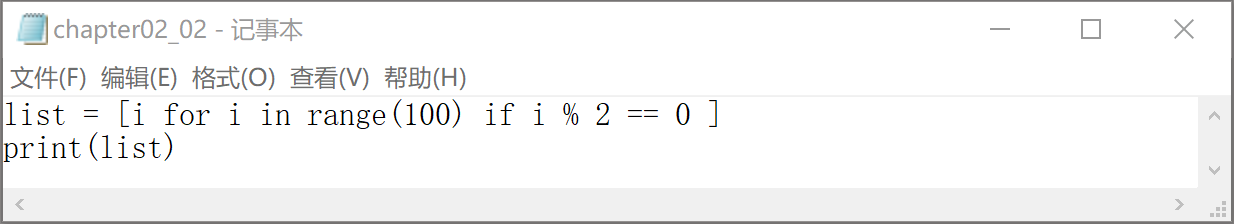 chapter02_02 - 记事本
文件(F) 编辑(E) 格式(O) 查看(V) 帮助(H)
list = [i for i in range(100) if i % 2 == 0 ]
print(list)